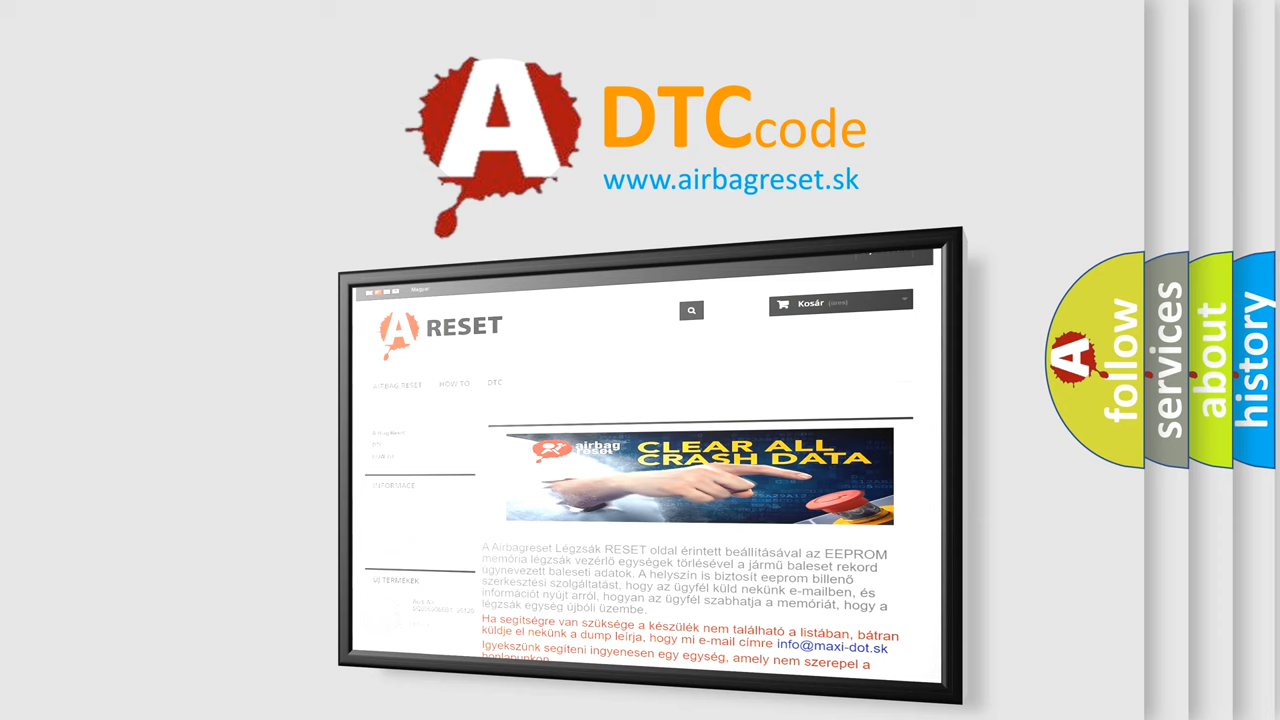 A
DTCcode
www.airbagreset.sk
Magyar
A RESET
Kosár (üres)
AIRBAG RESET HOW TO DTC
INFORMACE
airbag
reset
CLEAR ALL
CRASH DATA
A Airbagreset Légzsák RESET oldal érintett beállításával az EEPROM
memória légzsák vezérlő egységek törlésével a jármű baleset rekord
úgynevezett baleseti adatok. A helyszín is biztosít eeprom billenő
szerkesztési szolgáltatást, hogy az ügyfél küld nekünk e-mailben, és
információt nyújt arról, hogyan az ügyfél szabhatja a memóriát, hogy a
légzsák egység újbóli üzembe.
Ha segítségre van szüksége a készülék nem található a listában, bátran
küldje el nekünk a dump leírja, hogy mi e-mail címre info@maxi-dot.sk
Igyekszünk segíteni ingyenesen egy egység, amely nem szerepel a
honlapunkon
ÚJ TERMÉKEK
A
follow
services
about
history